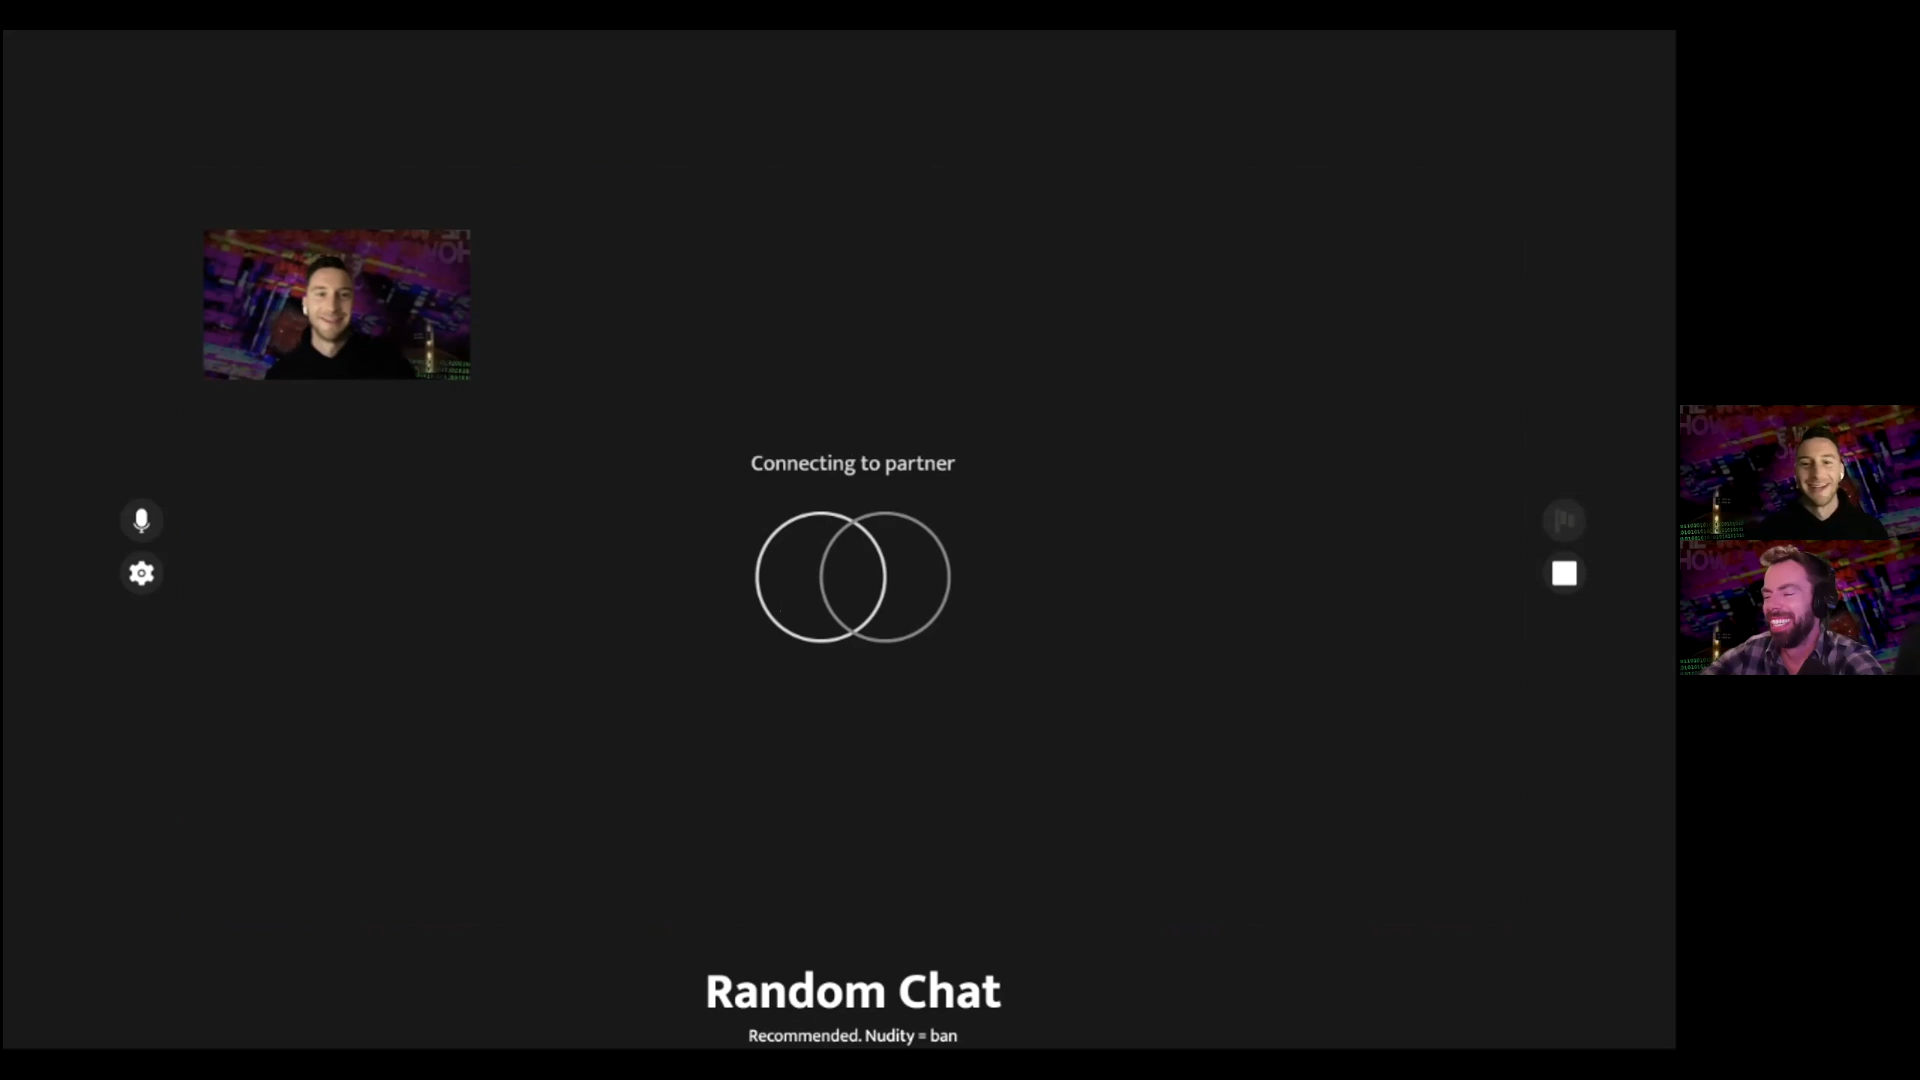 Connecting to partner
Random Chat
Recommended. Nudity = ban